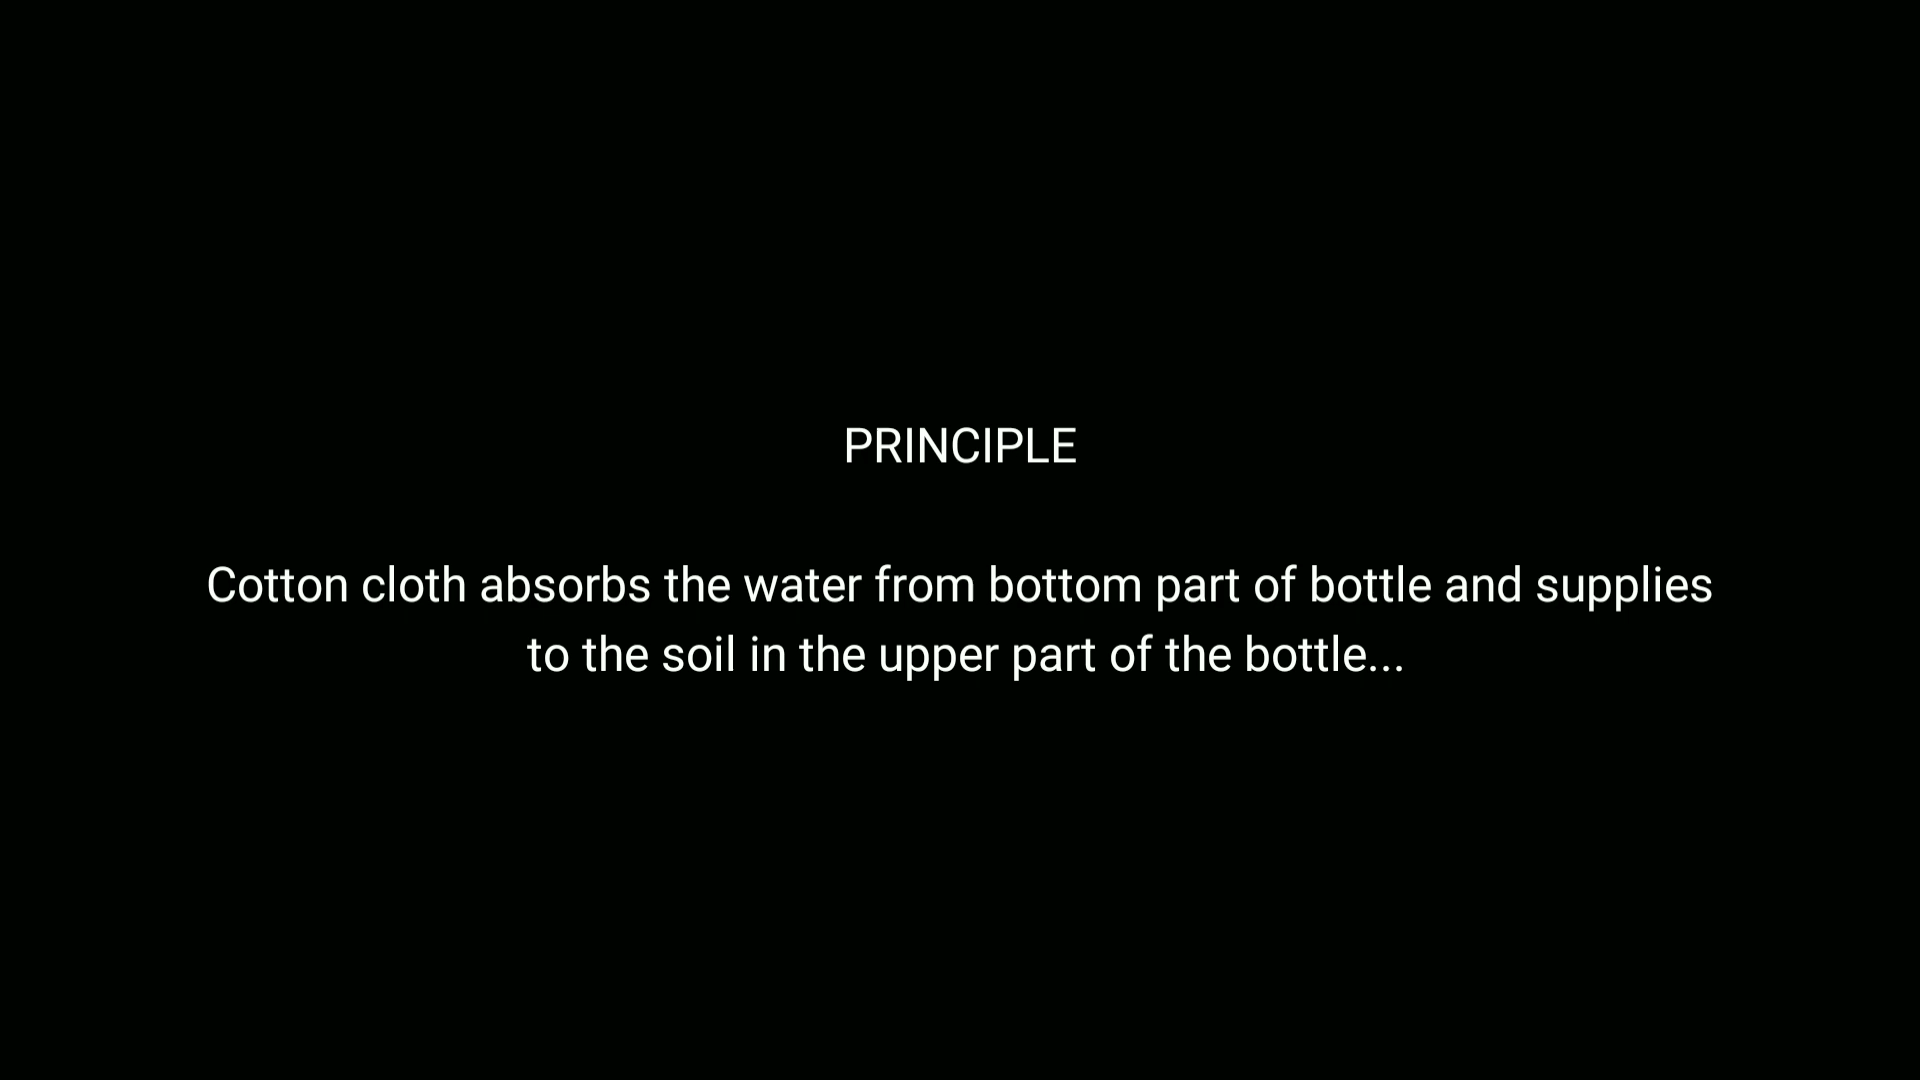 PRINCIPLE
Cotton cloth absorbs the water from bottom part of bottle and supplies
to the soil in the upper part of the bottle...